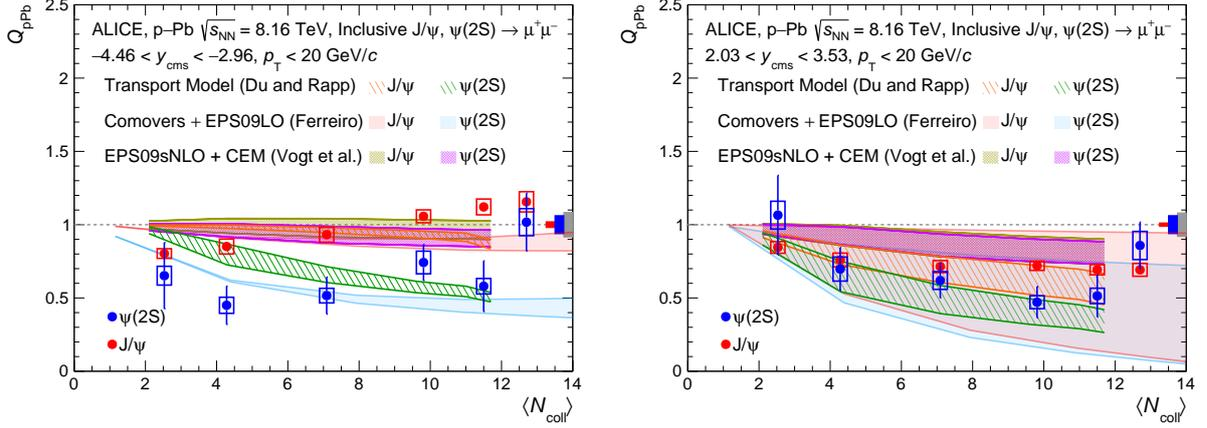 Q_pPb
2.5
2
1.5
1
0.5
0
ALICE, p–Pb √s_NN = 8.16 TeV, Inclusive J/ψ, ψ(2S) → μ⁺μ⁻
−4.46 < y_cms < −2.96, p_T < 20 GeV/c
Transport Model (Du and Rapp) J/ψ ψ(2S)
Comovers + EPS09LO (Ferreiro) J/ψ ψ(2S)
EPS09sNLO + CEM (Vogt et al.) J/ψ ψ(2S)
ψ(2S)
J/ψ
0 2 4 6 8 10 12 14
⟨N_coll⟩
Q_pPb
2.5
2
1.5
1
0.5
0
ALICE, p–Pb √s_NN = 8.16 TeV, Inclusive J/ψ, ψ(2S) → μ⁺μ⁻
2.03 < y_cms < 3.53, p_T < 20 GeV/c
Transport Model (Du and Rapp) J/ψ ψ(2S)
Comovers + EPS09LO (Ferreiro) J/ψ ψ(2S)
EPS09sNLO + CEM (Vogt et al.) J/ψ ψ(2S)
ψ(2S)
J/ψ
0 2 4 6 8 10 12 14
⟨N_coll⟩